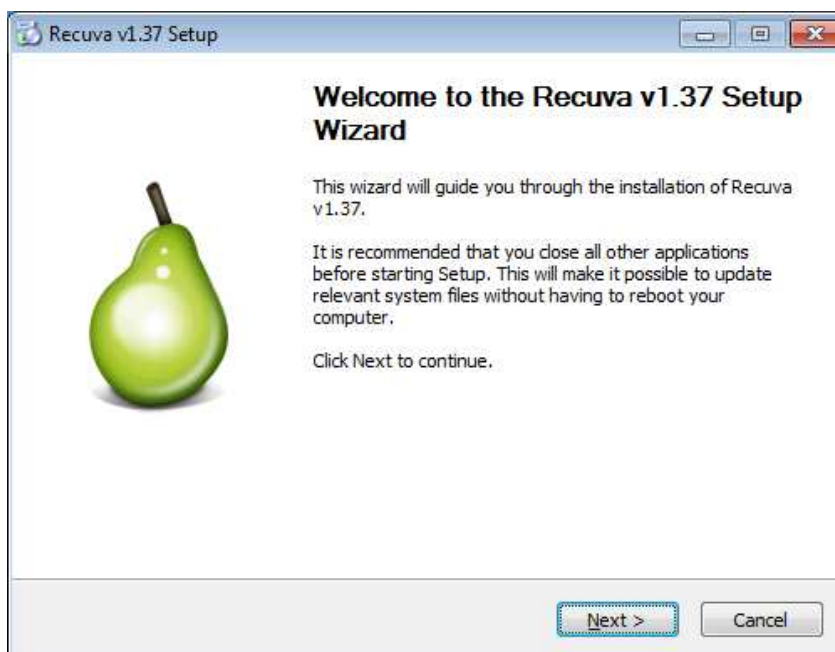 Recuva v1.37 Setup
Welcome to the Recuva v1.37 Setup
Wizard
This wizard will guide you through the installation of Recuva
v1.37.
It is recommended that you close all other applications
before starting Setup. This will make it possible to update
relevant system files without having to reboot your
computer.
Click Next to continue.
Next >
Cancel